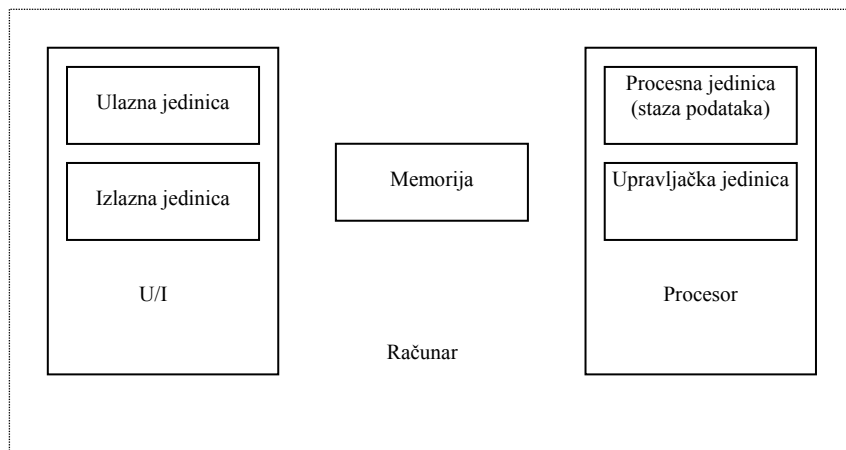 Ulazna jedinica
Izlazna jedinica
U/I
Memorija
Računar
Procesna jedinica
(staza podataka)
Upravljačka jedinica
Procesor